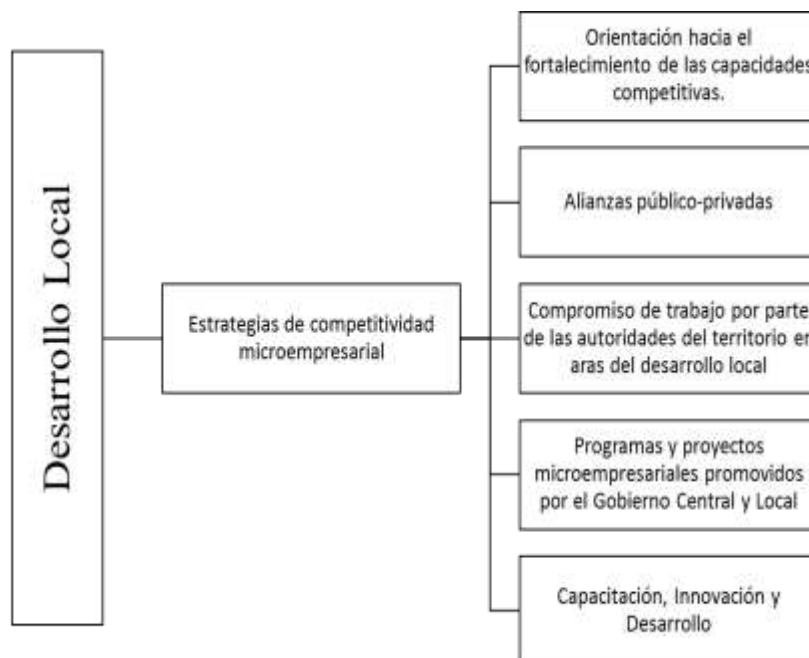 Desarrollo Local
Estrategias de competitividad
microempresarial
Orientación hacia el
fortalecimiento de las capacidades
competitivas.
Alianzas público-privadas
Compromiso de trabajo por parte
de las autoridades del territorio en
aras del desarrollo local
Programas y proyectos
microempresariales promovidos
por el Gobierno Central y Local
Capacitación, Innovación y
Desarrollo